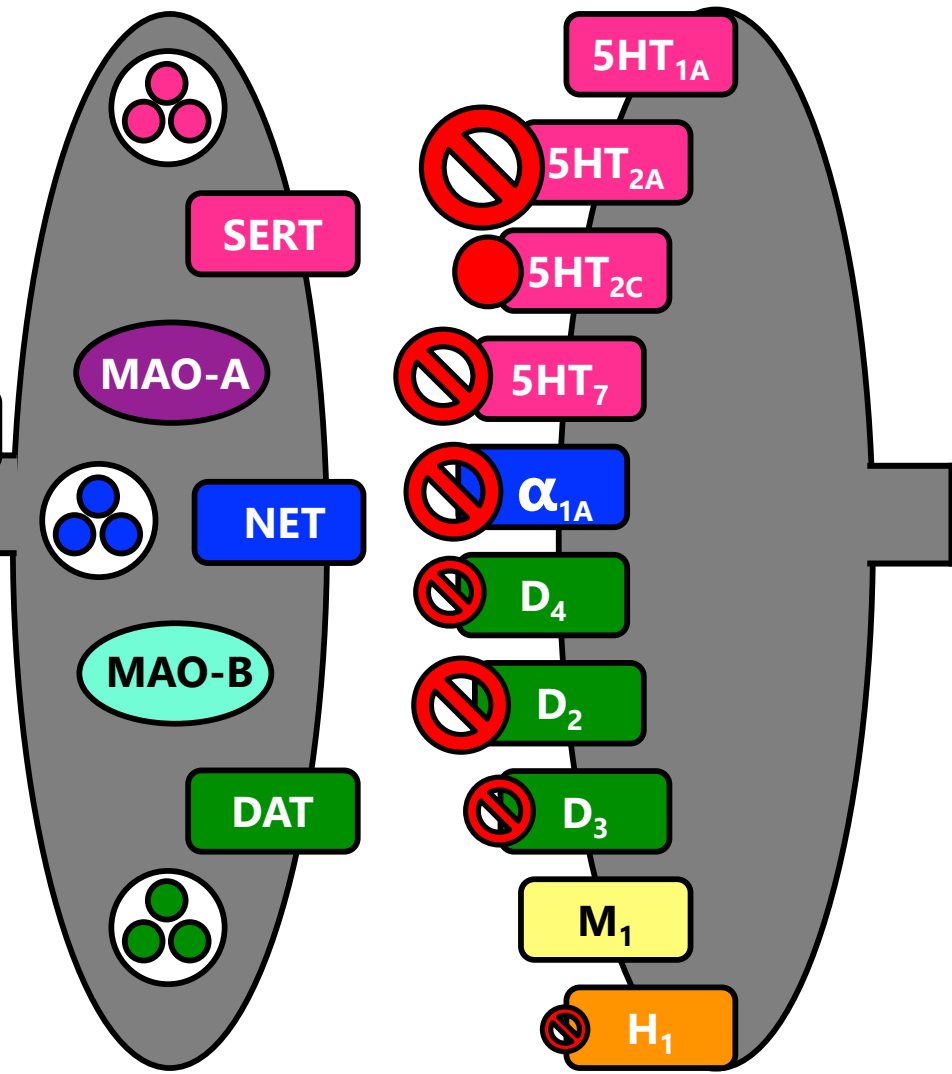 SERT
MAO-A
NET
MAO-B
DAT
5HT1A
5HT2A
5HT2C
5HT7
α1A
D4
D2
D3
M1
H1